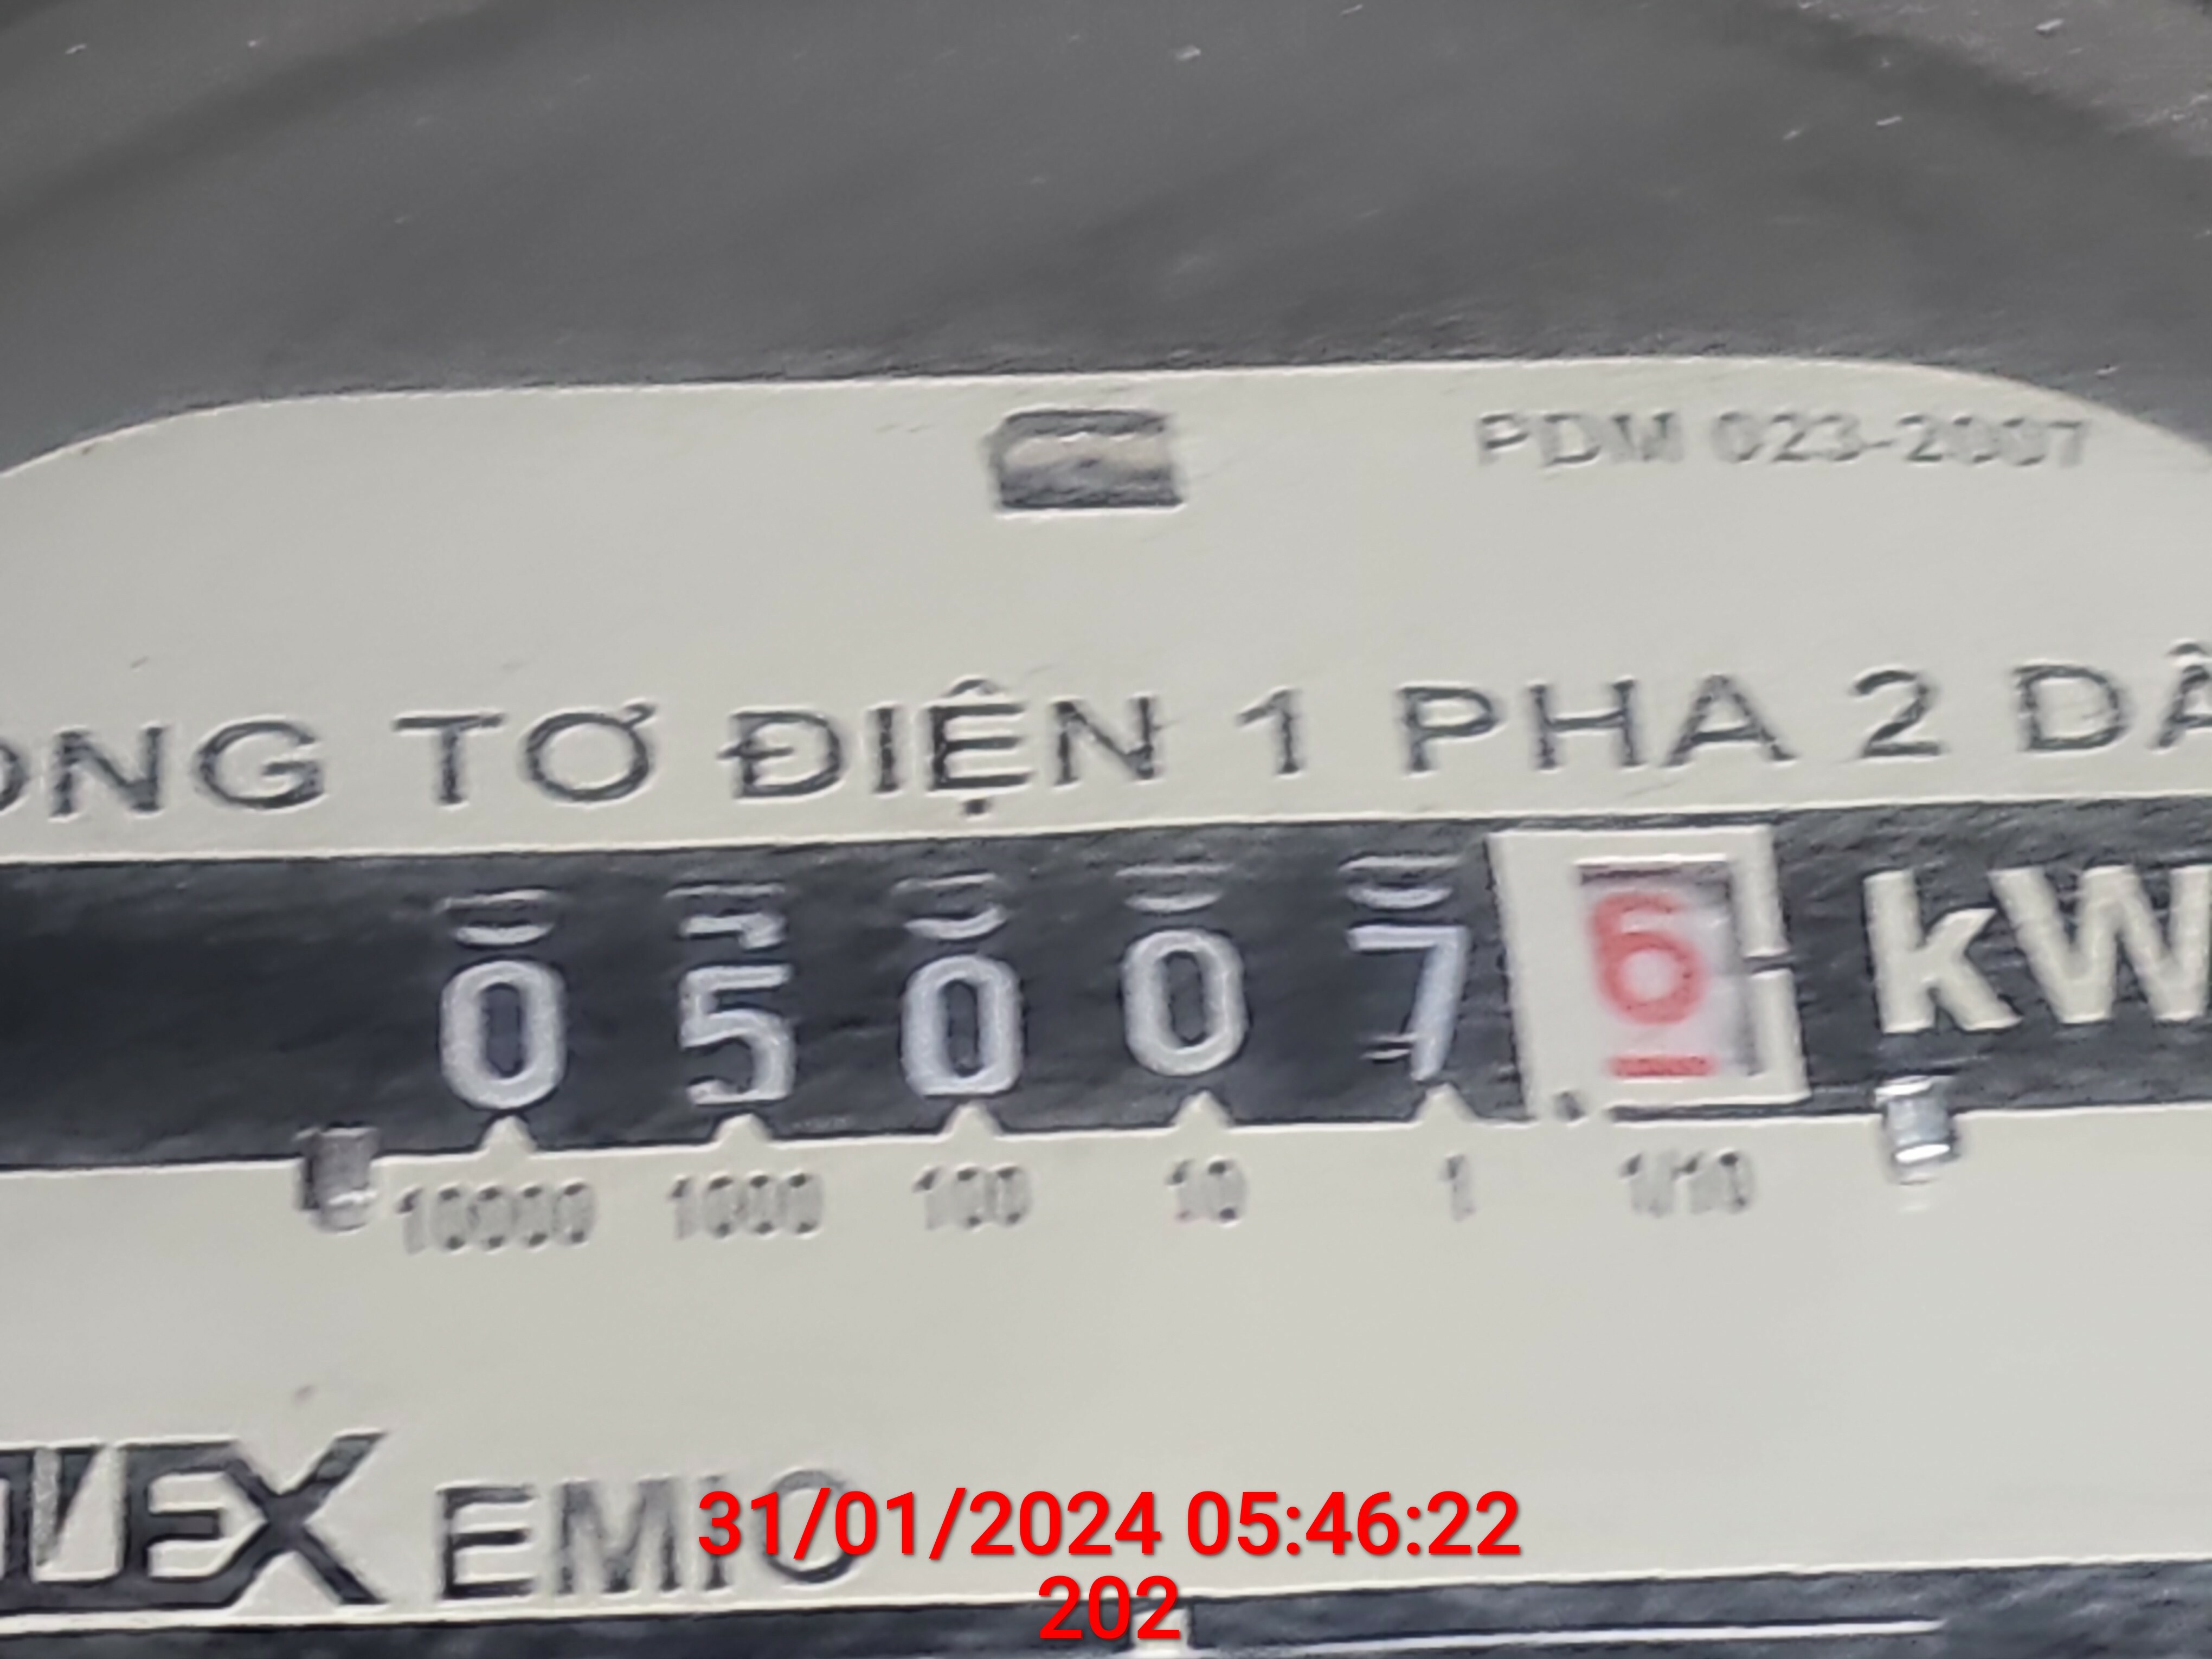 PDM 023-2007
ÔNG TƠ ĐIỆN 1 PHA 2 DÂ
0 5 0 0 7 6 kW
10000 1000 100 10 1 1/10
EMIC
31/01/2024 05:46:22
202